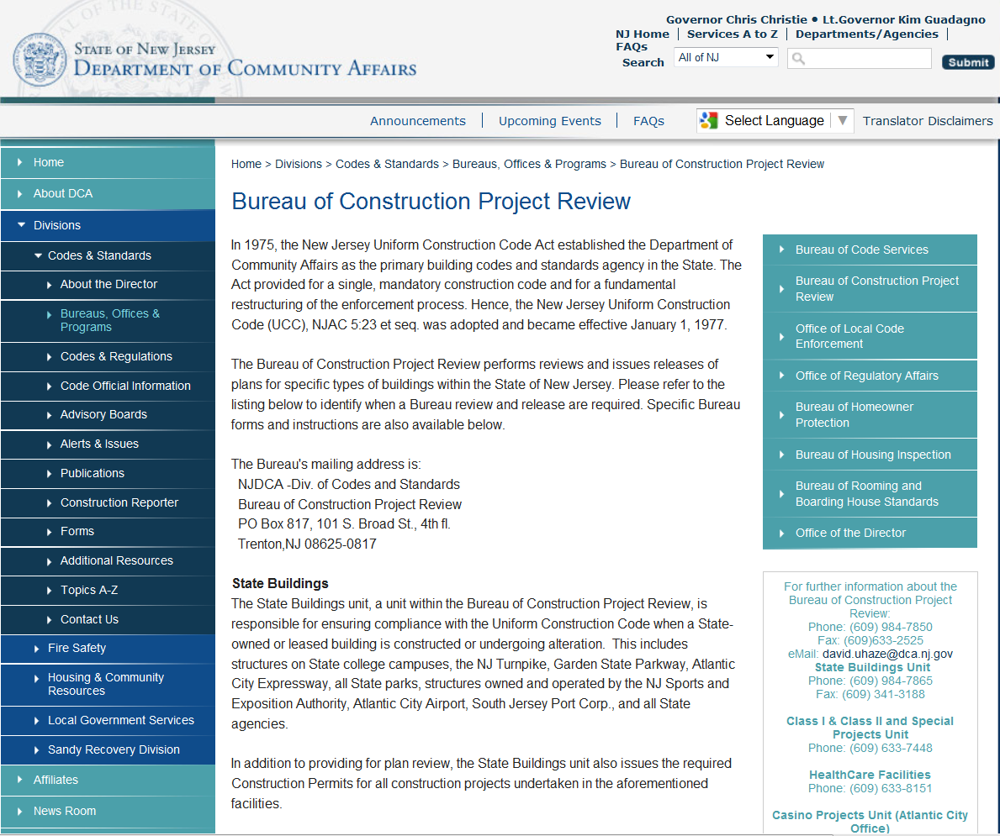 Governor Chris Christie • Lt.Governor Kim Guadagno
NJ Home | Services A to Z | Departments/Agencies |
FAQs
Search All of NJ Submit
STATE OF NEW JERSEY
DEPARTMENT OF COMMUNITY AFFAIRS
Announcements | Upcoming Events | FAQs Select Language Translator Disclaimers
Home
About DCA
Divisions
Codes & Standards
About the Director
Bureaus, Offices &
Programs
Codes & Regulations
Code Official Information
Advisory Boards
Alerts & Issues
Publications
Construction Reporter
Forms
Additional Resources
Topics A-Z
Contact Us
Fire Safety
Housing & Community
Resources
Local Government Services
Sandy Recovery Division
Affiliates
News Room
Home > Divisions > Codes & Standards > Bureaus, Offices & Programs > Bureau of Construction Project Review
Bureau of Construction Project Review
In 1975, the New Jersey Uniform Construction Code Act established the Department of
Community Affairs as the primary building codes and standards agency in the State. The
Act provided for a single, mandatory construction code and for a fundamental
restructuring of the enforcement process. Hence, the New Jersey Uniform Construction
Code (UCC), NJAC 5:23 et seq. was adopted and became effective January 1, 1977.
The Bureau of Construction Project Review performs reviews and issues releases of
plans for specific types of buildings within the State of New Jersey. Please refer to the
listing below to identify when a Bureau review and release are required. Specific Bureau
forms and instructions are also available below.
The Bureau's mailing address is:
NJDCA -Div. of Codes and Standards
Bureau of Construction Project Review
PO Box 817, 101 S. Broad St., 4th fl.
Trenton,NJ 08625-0817
State Buildings
The State Buildings unit, a unit within the Bureau of Construction Project Review, is
responsible for ensuring compliance with the Uniform Construction Code when a State-
owned or leased building is constructed or undergoing alteration. This includes
structures on State college campuses, the NJ Turnpike, Garden State Parkway, Atlantic
City Expressway, all State parks, structures owned and operated by the NJ Sports and
Exposition Authority, Atlantic City Airport, South Jersey Port Corp., and all State
agencies.
In addition to providing for plan review, the State Buildings unit also issues the required
Construction Permits for all construction projects undertaken in the aforementioned
facilities.
Bureau of Code Services
Bureau of Construction Project
Review
Office of Local Code
Enforcement
Office of Regulatory Affairs
Bureau of Homeowner
Protection
Bureau of Housing Inspection
Bureau of Rooming and
Boarding House Standards
Office of the Director
For further information about the
Bureau of Construction Project
Review:
Phone: (609) 984-7850
Fax: (609)633-2525
eMail: david.uhaze@dca.nj.gov
State Buildings Unit
Phone: (609) 984-7865
Fax: (609) 341-3188
Class I & Class II and Special
Projects Unit
Phone: (609) 633-7448
HealthCare Facilities
Phone: (609) 633-8151
Casino Projects Unit (Atlantic City
Office)